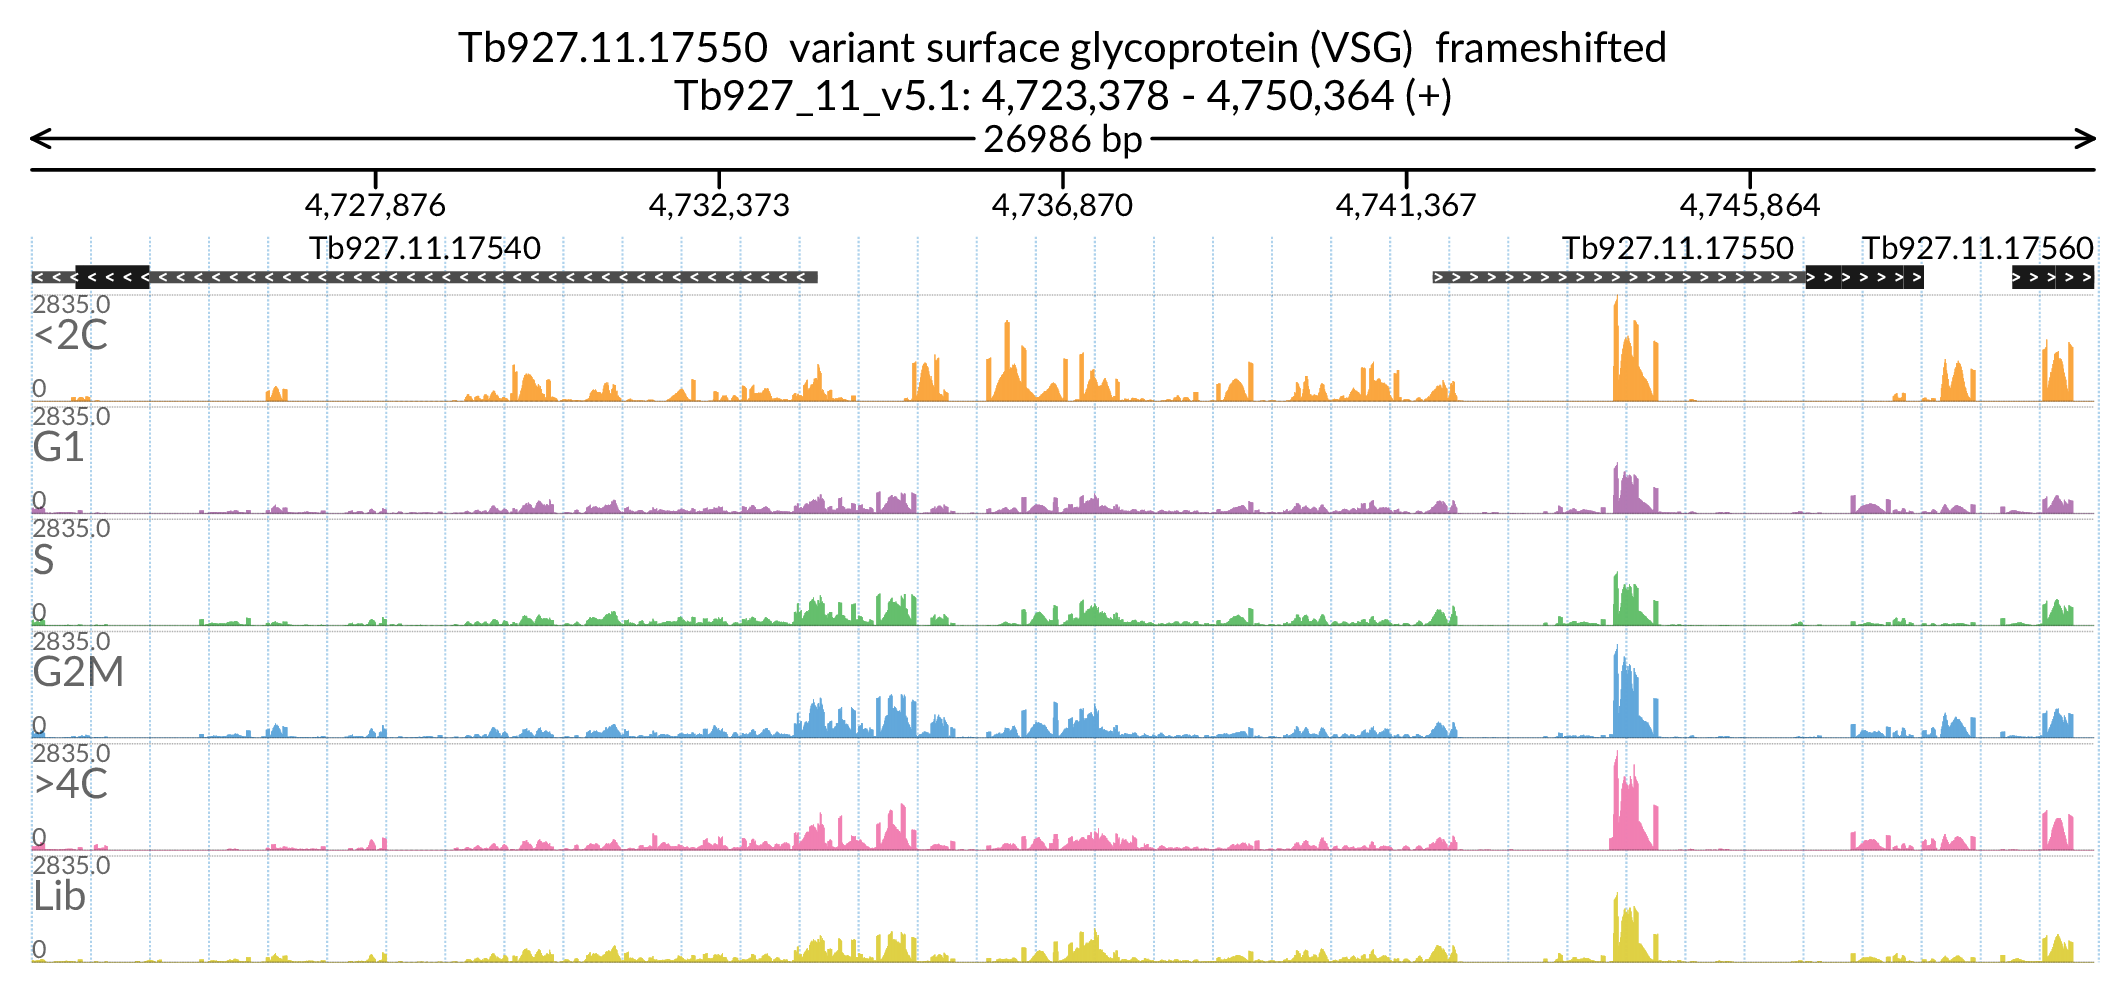 Tb927.11.17550  variant surface glycoprotein (VSG)  frameshifted
Tb927_11_v5.1: 4,723,378 - 4,750,364 (+)
26986 bp
4,727,876 4,732,373 4,736,870 4,741,367 4,745,864
Tb927.11.17540 Tb927.11.17550 Tb927.11.17560
2835.0
<2C
0
2835.0
G1
0
2835.0
S
0
2835.0
G2M
0
2835.0
>4C
0
2835.0
Lib
0